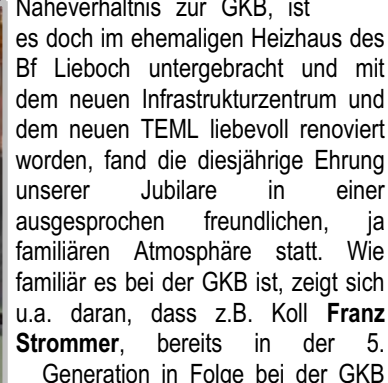 Naheverhältnis zur GKB, ist
es doch im ehemaligen Heizhaus des
Bf Lieboch untergebracht und mit
dem neuen Infrastrukturzentrum und
dem neuen TEML liebevoll renoviert
worden, fand die diesjährige Ehrung
unserer Jubilare in einer
ausgesprochen freundlichen, ja
familiären Atmosphäre statt. Wie
familiär es bei der GKB ist, zeigt sich
u.a. daran, dass z.B. Koll Franz
Strommer, bereits in der 5.
Generation in Folge bei der GKB